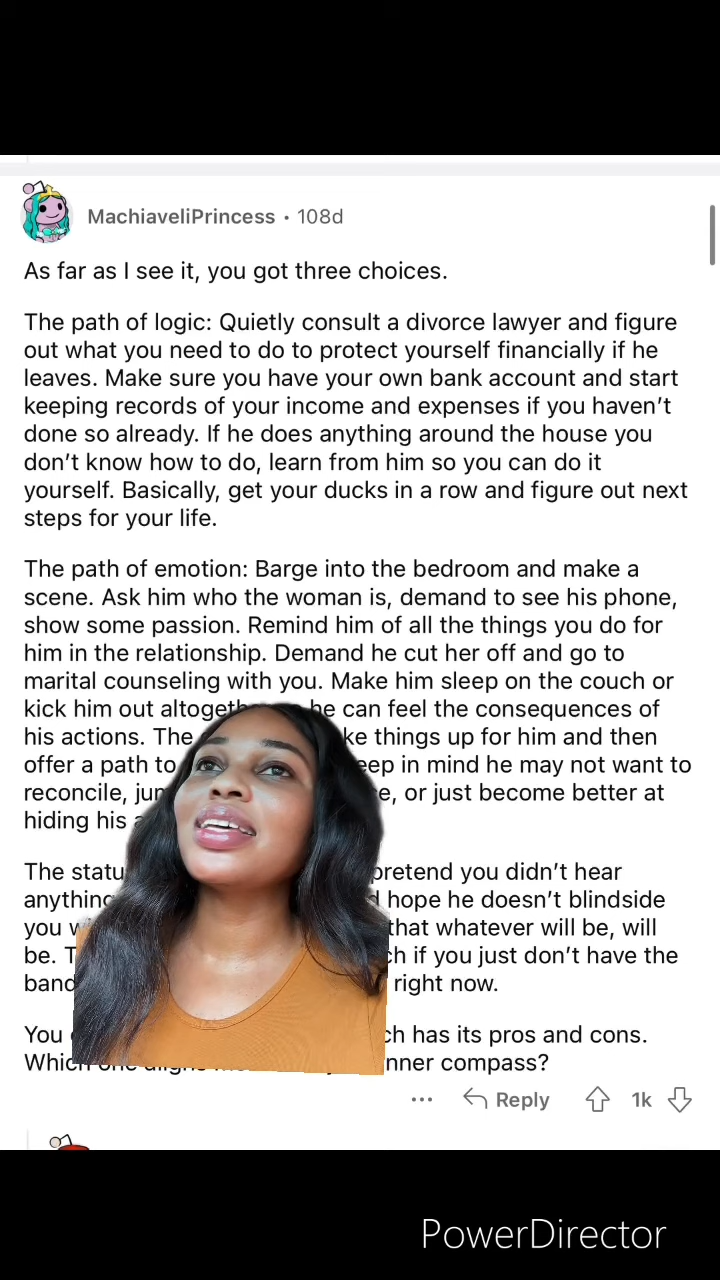 MachiaveliPrincess • 108d
As far as I see it, you got three choices.
The path of logic: Quietly consult a divorce lawyer and figure
out what you need to do to protect yourself financially if he
leaves. Make sure you have your own bank account and start
keeping records of your income and expenses if you haven't
done so already. If he does anything around the house you
don't know how to do, learn from him so you can do it
yourself. Basically, get your ducks in a row and figure out next
steps for your life.
The path of emotion: Barge into the bedroom and make a
scene. Ask him who the woman is, demand to see his phone,
show some passion. Remind him of all the things you do for
him in the relationship. Demand he cut her off and go to
marital counseling with you. Make him sleep on the couch or
kick him out he can feel the consequences of
his actions. The things up for him and then
offer a path to in mind he may not want to
reconcile, or just become better at
hiding his
The pretend you didn't hear
hope he doesn't blindside
you that whatever will be, will
be. if you just don't have the
right now.
You has its pros and cons.
Which one compass?
... Reply 1k
PowerDirector